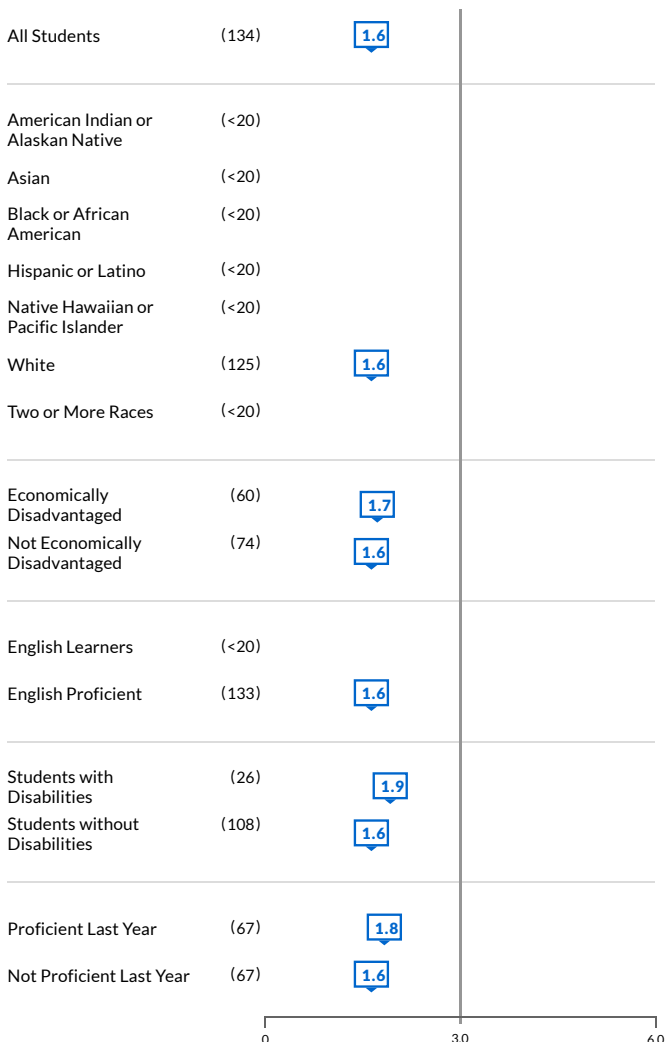 All Students (134) 1.6
American Indian or (<20)
Alaskan Native
Asian (<20)
Black or African (<20)
American
Hispanic or Latino (<20)
Native Hawaiian or (<20)
Pacific Islander
White (125) 1.6
Two or More Races (<20)
Economically (60) 1.7
Disadvantaged
Not Economically (74) 1.6
Disadvantaged
English Learners (<20)
English Proficient (133) 1.6
Students with (26) 1.9
Disabilities
Students without (108) 1.6
Disabilities
Proficient Last Year (67) 1.8
Not Proficient Last Year (67) 1.6
0 3.0 6.0